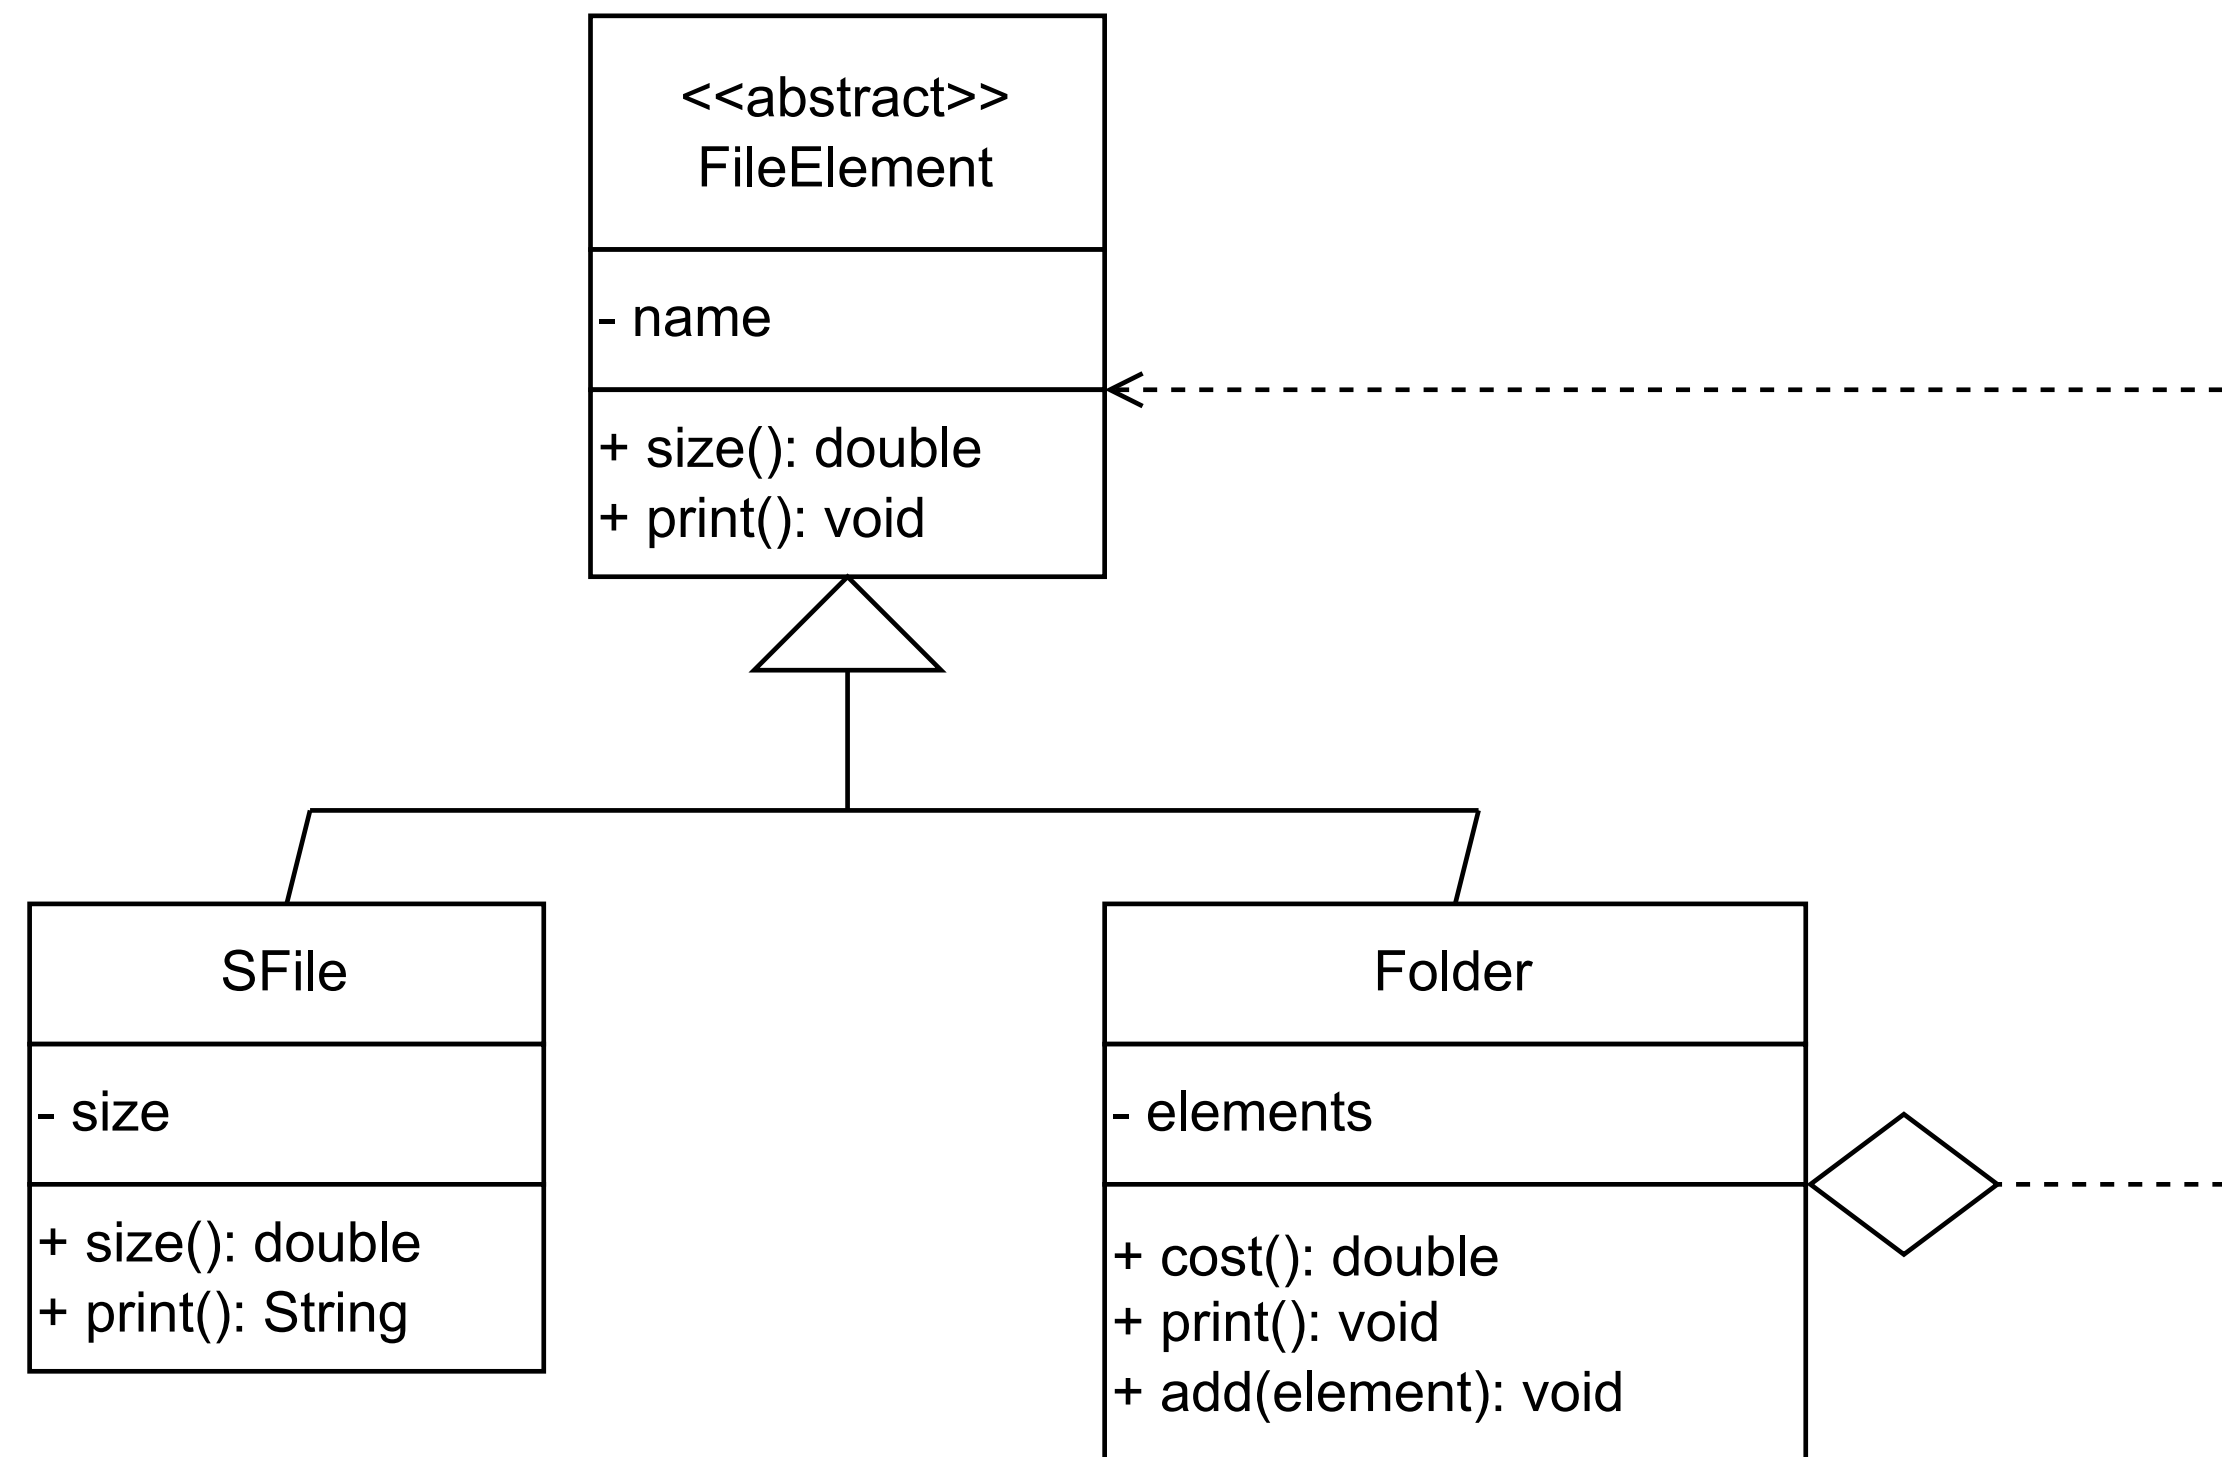 <<abstract>>
FileElement
- name
+ size(): double
+ print(): void
SFile
- size
+ size(): double
+ print(): String
Folder
- elements
+ cost(): double
+ print(): void
+ add(element): void